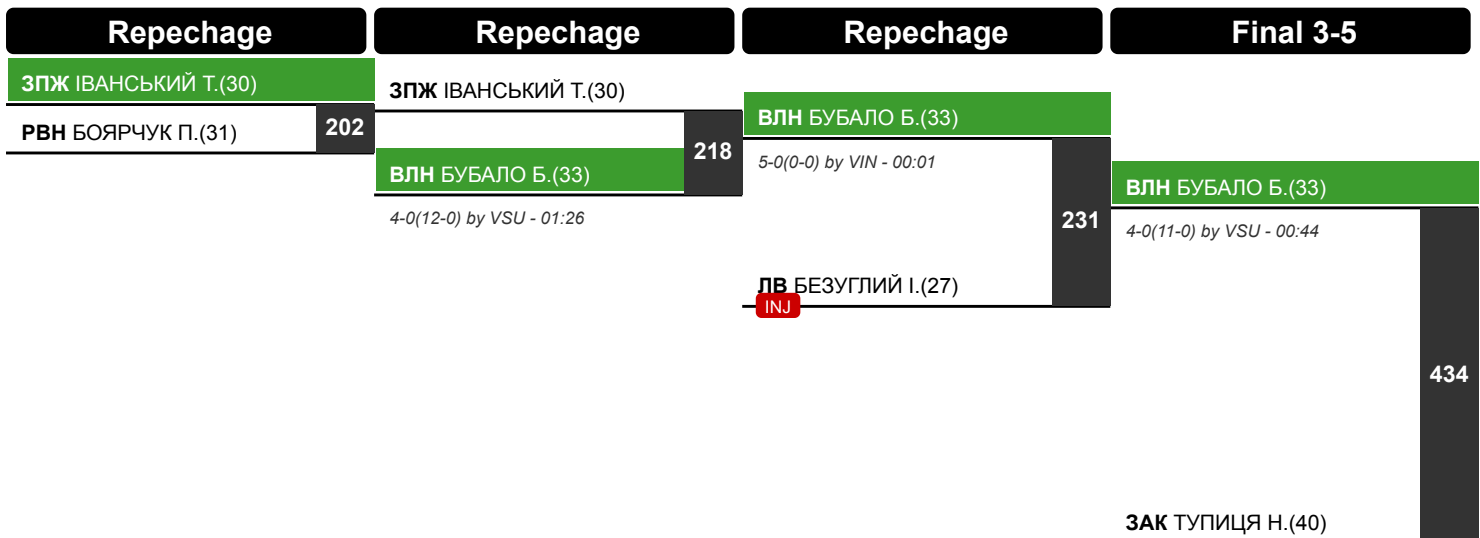 Repechage
ЗПЖ ІВАНСЬКИЙ Т.(30)
РВН БОЯРЧУК П.(31)
202
Repechage
ЗПЖ ІВАНСЬКИЙ Т.(30)
218
ВЛН БУБАЛО Б.(33)
4-0(12-0) by VSU - 01:26
Repechage
ВЛН БУБАЛО Б.(33)
5-0(0-0) by VIN - 00:01
231
ЛВ БЕЗУГЛИЙ І.(27)
INJ
Final 3-5
ВЛН БУБАЛО Б.(33)
4-0(11-0) by VSU - 00:44
434
ЗАК ТУПИЦЯ Н.(40)